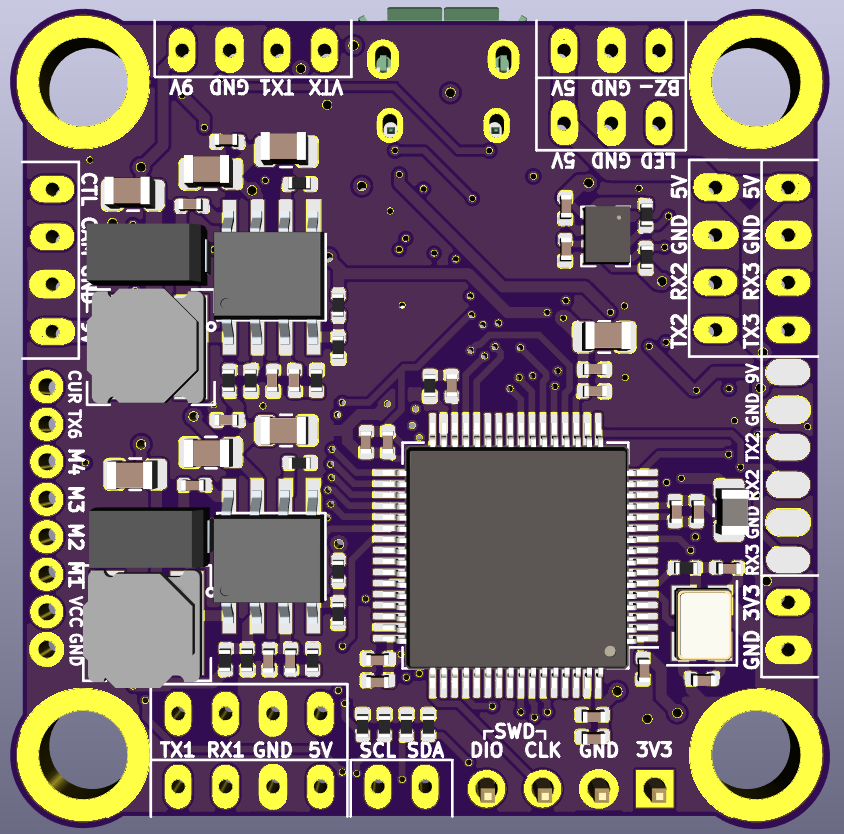 9V GND TX1 VTX
5V GND BZ-
5V GND LED
CTL
CAM
GND
5V 5V
GND GND
RX2 RX3
TX2 TX3
CUR
TX6
M4
M3
M2
M1
VCC
GND
9V
GND
TX2
RX2
GND
RX3
3V3
GND
TX1 RX1 GND 5V
SCL SDA
SWD
DIO CLK GND 3V3